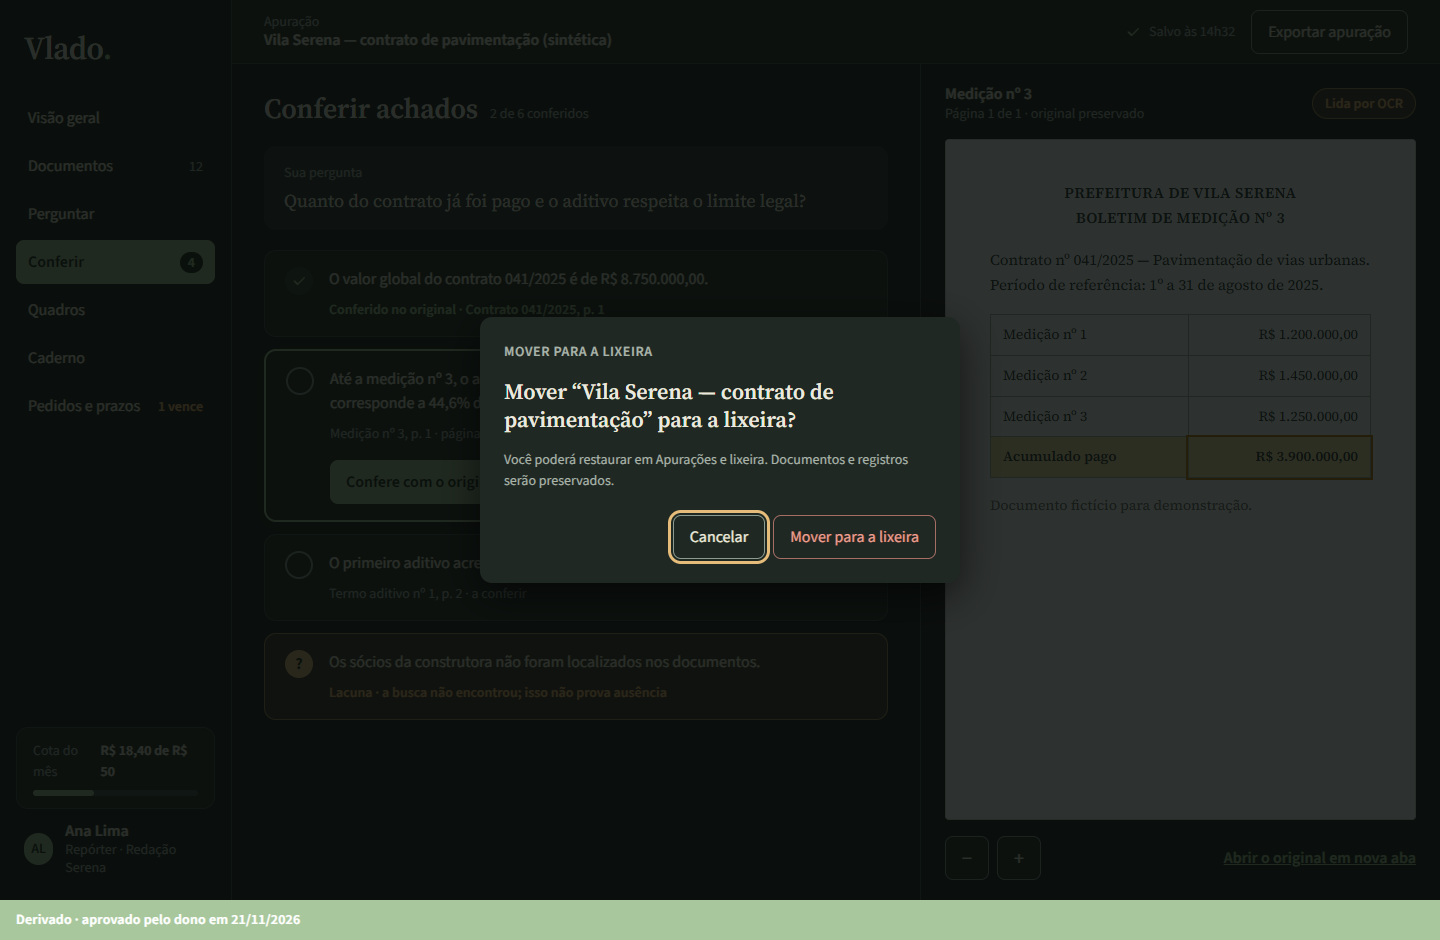 Vlado.
Visão geral
Documentos 12
Perguntar
Conferir 4
Quadros
Caderno
Pedidos e prazos 1 vence
Cota do mês R$ 18,40 de R$ 50
AL
Ana Lima
Repórter · Redação
Serena
Apuração
Vila Serena — contrato de pavimentação (sintética)
Salvo às 14h32
Exportar apuração
Conferir achados 2 de 6 conferidos
Sua pergunta
Quanto do contrato já foi pago e o aditivo respeita o limite legal?
O valor global do contrato 041/2025 é de R$ 8.750.000,00.
Conferido no original · Contrato 041/2025, p. 1
Até a medição nº 3, o a
corresponde a 44,6% d
Medição nº 3, p. 1 · página
Confere com o origi
O primeiro aditivo acre
Termo aditivo nº 1, p. 2 · a conferir
?
Os sócios da construtora não foram localizados nos documentos.
Lacuna · a busca não encontrou; isso não prova ausência
MOVER PARA A LIXEIRA
Mover “Vila Serena — contrato de
pavimentação” para a lixeira?
Você poderá restaurar em Apurações e lixeira. Documentos e registros
serão preservados.
Cancelar
Mover para a lixeira
Medição nº 3
Página 1 de 1 · original preservado
Lida por OCR
PREFEITURA DE VILA SERENA
BOLETIM DE MEDIÇÃO Nº 3
Contrato nº 041/2025 — Pavimentação de vias urbanas.
Período de referência: 1º a 31 de agosto de 2025.
Medição nº 1 R$ 1.200.000,00
Medição nº 2 R$ 1.450.000,00
Medição nº 3 R$ 1.250.000,00
Acumulado pago R$ 3.900.000,00
Documento fictício para demonstração.
− +
Abrir o original em nova aba
Derivado · aprovado pelo dono em 21/11/2026